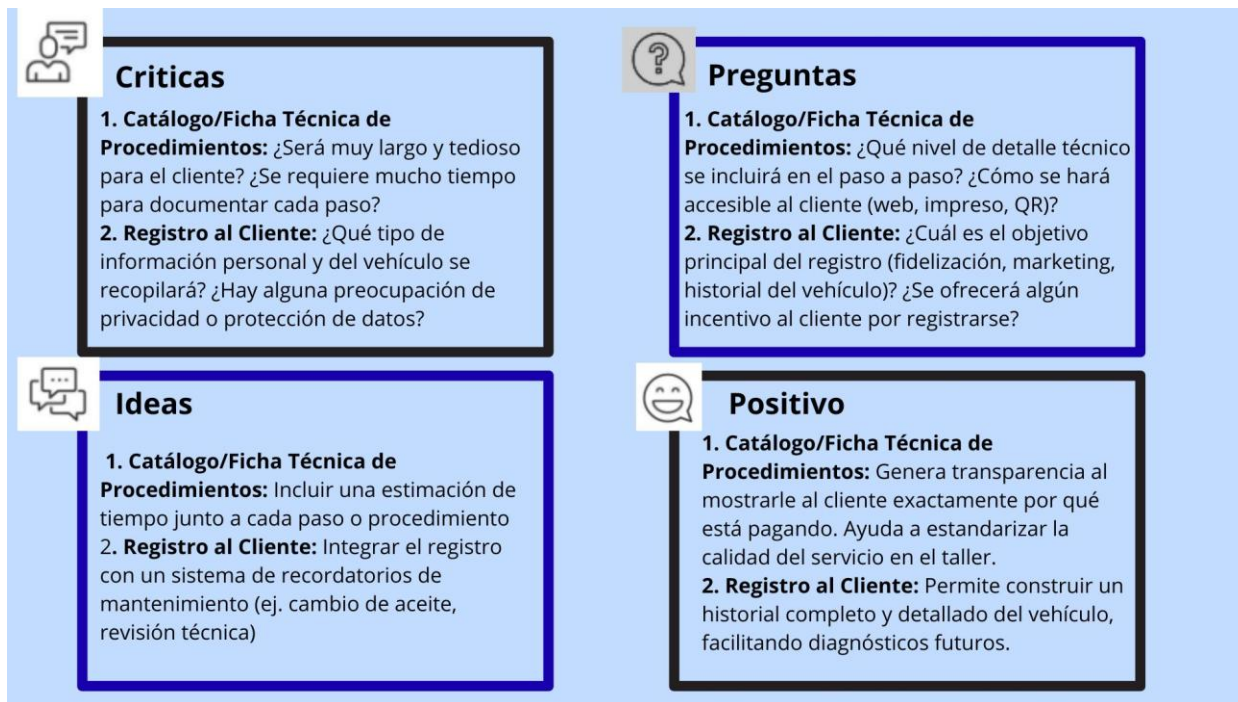 Criticas
1. Catálogo/Ficha Técnica de
Procedimientos: ¿Será muy largo y tedioso
para el cliente? ¿Se requiere mucho tiempo
para documentar cada paso?
2. Registro al Cliente: ¿Qué tipo de
información personal y del vehículo se
recopilará? ¿Hay alguna preocupación de
privacidad o protección de datos?
Preguntas
1. Catálogo/Ficha Técnica de
Procedimientos: ¿Qué nivel de detalle técnico
se incluirá en el paso a paso? ¿Cómo se hará
accesible al cliente (web, impreso, QR)?
2. Registro al Cliente: ¿Cuál es el objetivo
principal del registro (fidelización, marketing,
historial del vehículo)? ¿Se ofrecerá algún
incentivo al cliente por registrarse?
Ideas
1. Catálogo/Ficha Técnica de
Procedimientos: Incluir una estimación de
tiempo junto a cada paso o procedimiento
2. Registro al Cliente: Integrar el registro
con un sistema de recordatorios de
mantenimiento (ej. cambio de aceite,
revisión técnica)
Positivo
1. Catálogo/Ficha Técnica de
Procedimientos: Genera transparencia al
mostrarle al cliente exactamente por qué
está pagando. Ayuda a estandarizar la
calidad del servicio en el taller.
2. Registro al Cliente: Permite construir un
historial completo y detallado del vehículo,
facilitando diagnósticos futuros.